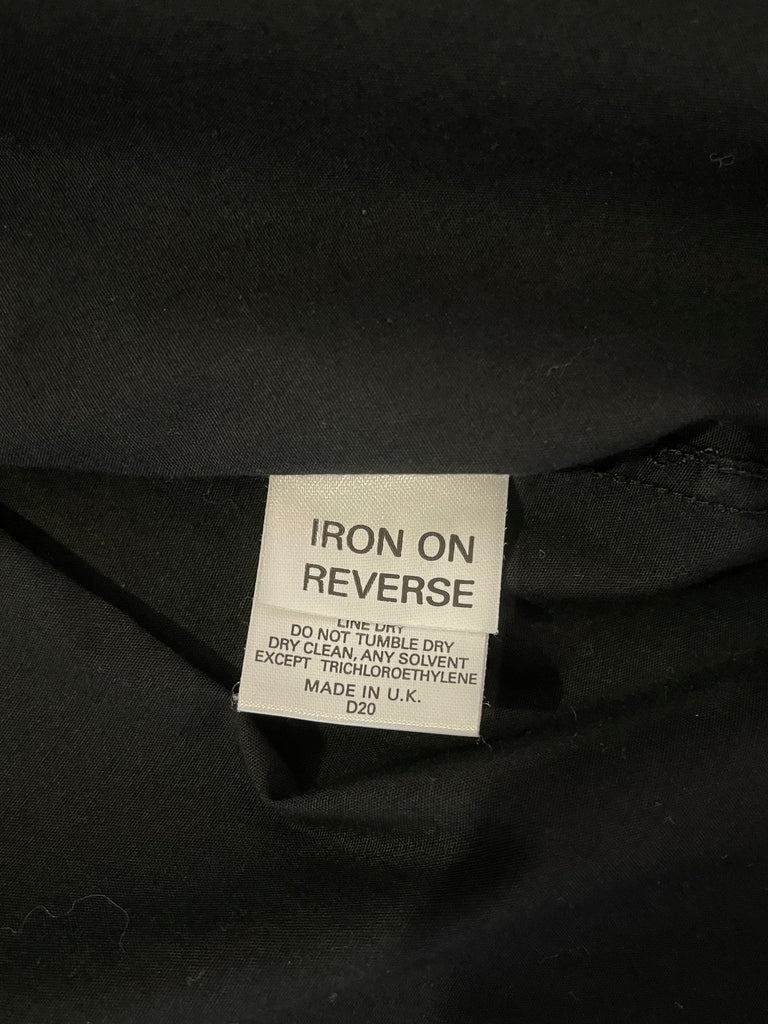 IRON ON
REVERSE
LINE DRY
DO NOT TUMBLE DRY
DRY CLEAN, ANY SOLVENT
EXCEPT TRICHLOROETHYLENE
MADE IN U.K.
D20